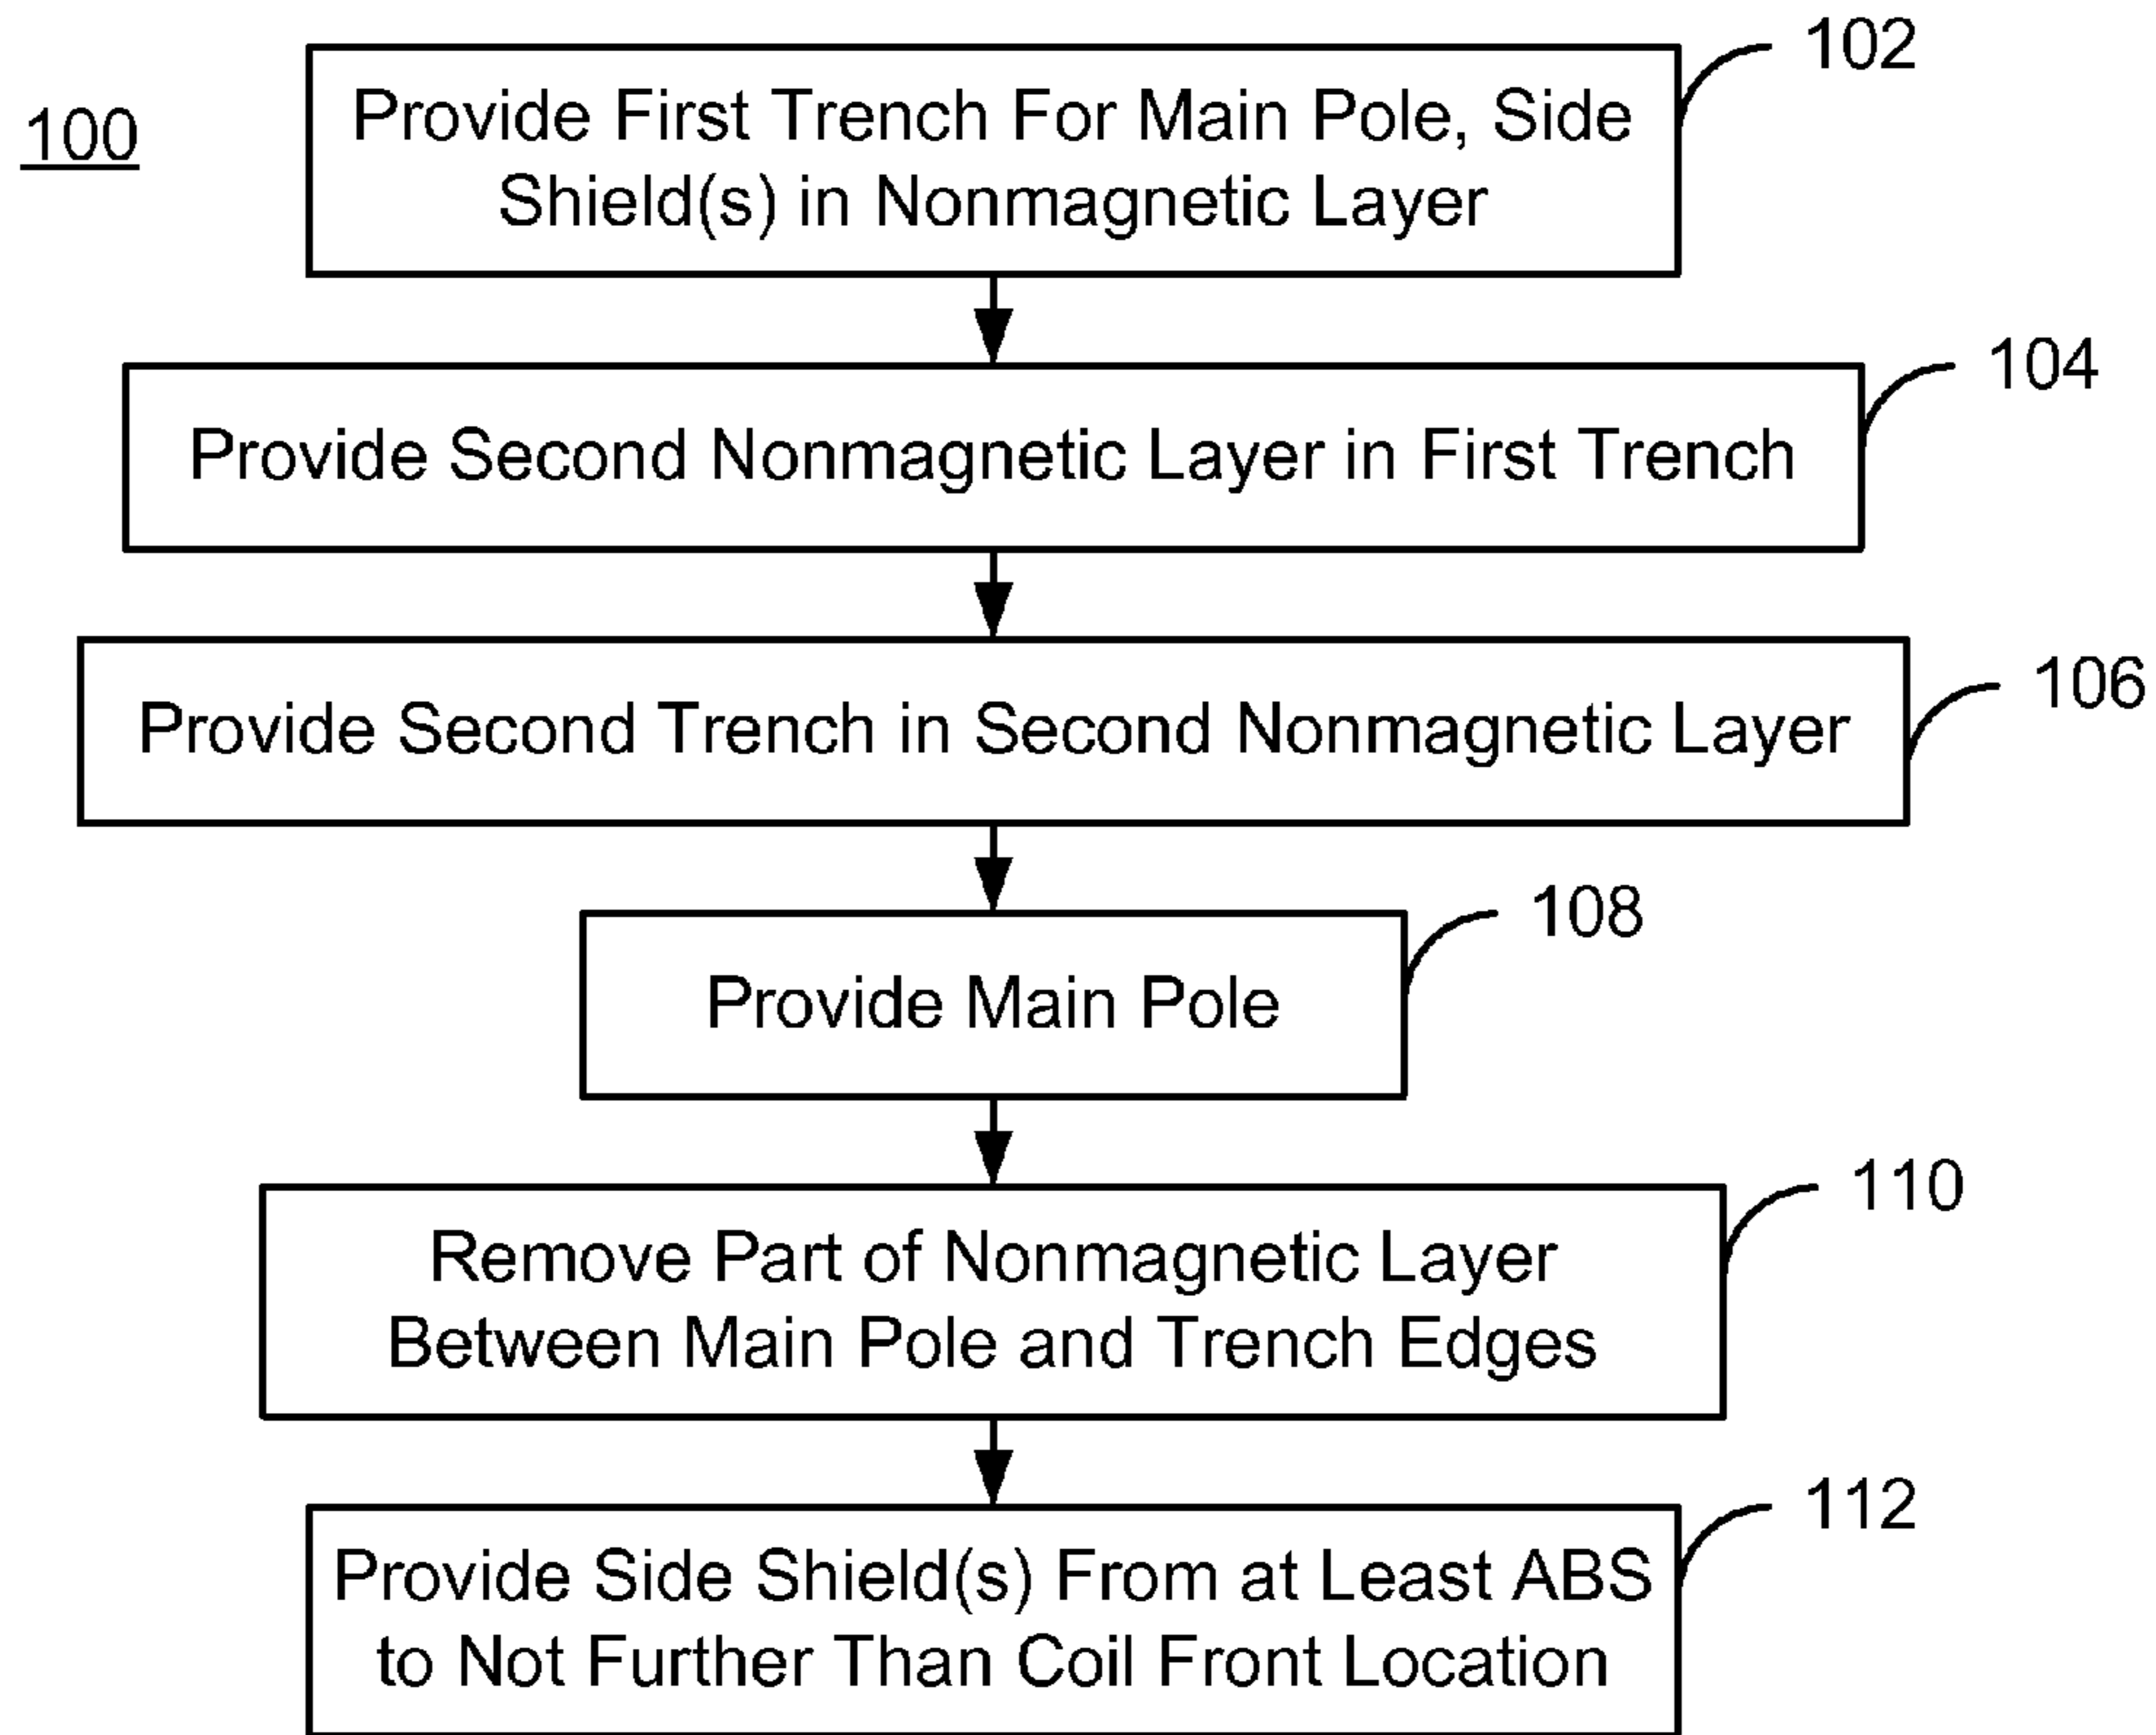 100
102
Provide First Trench For Main Pole, Side
Shield(s) in Nonmagnetic Layer
104
Provide Second Nonmagnetic Layer in First Trench
106
Provide Second Trench in Second Nonmagnetic Layer
108
Provide Main Pole
110
Remove Part of Nonmagnetic Layer
Between Main Pole and Trench Edges
112
Provide Side Shield(s) From at Least ABS
to Not Further Than Coil Front Location